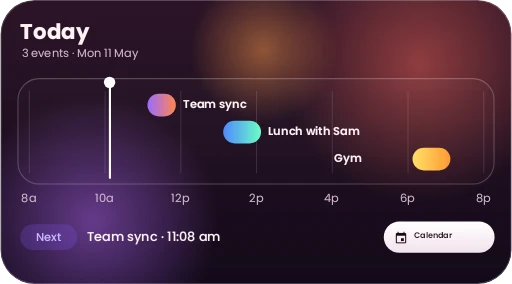 Today
3 events · Mon 11 May
Team sync
Lunch with Sam
Gym
8a 10a 12p 2p 4p 6p 8p
Next Team sync · 11:08 am Calendar